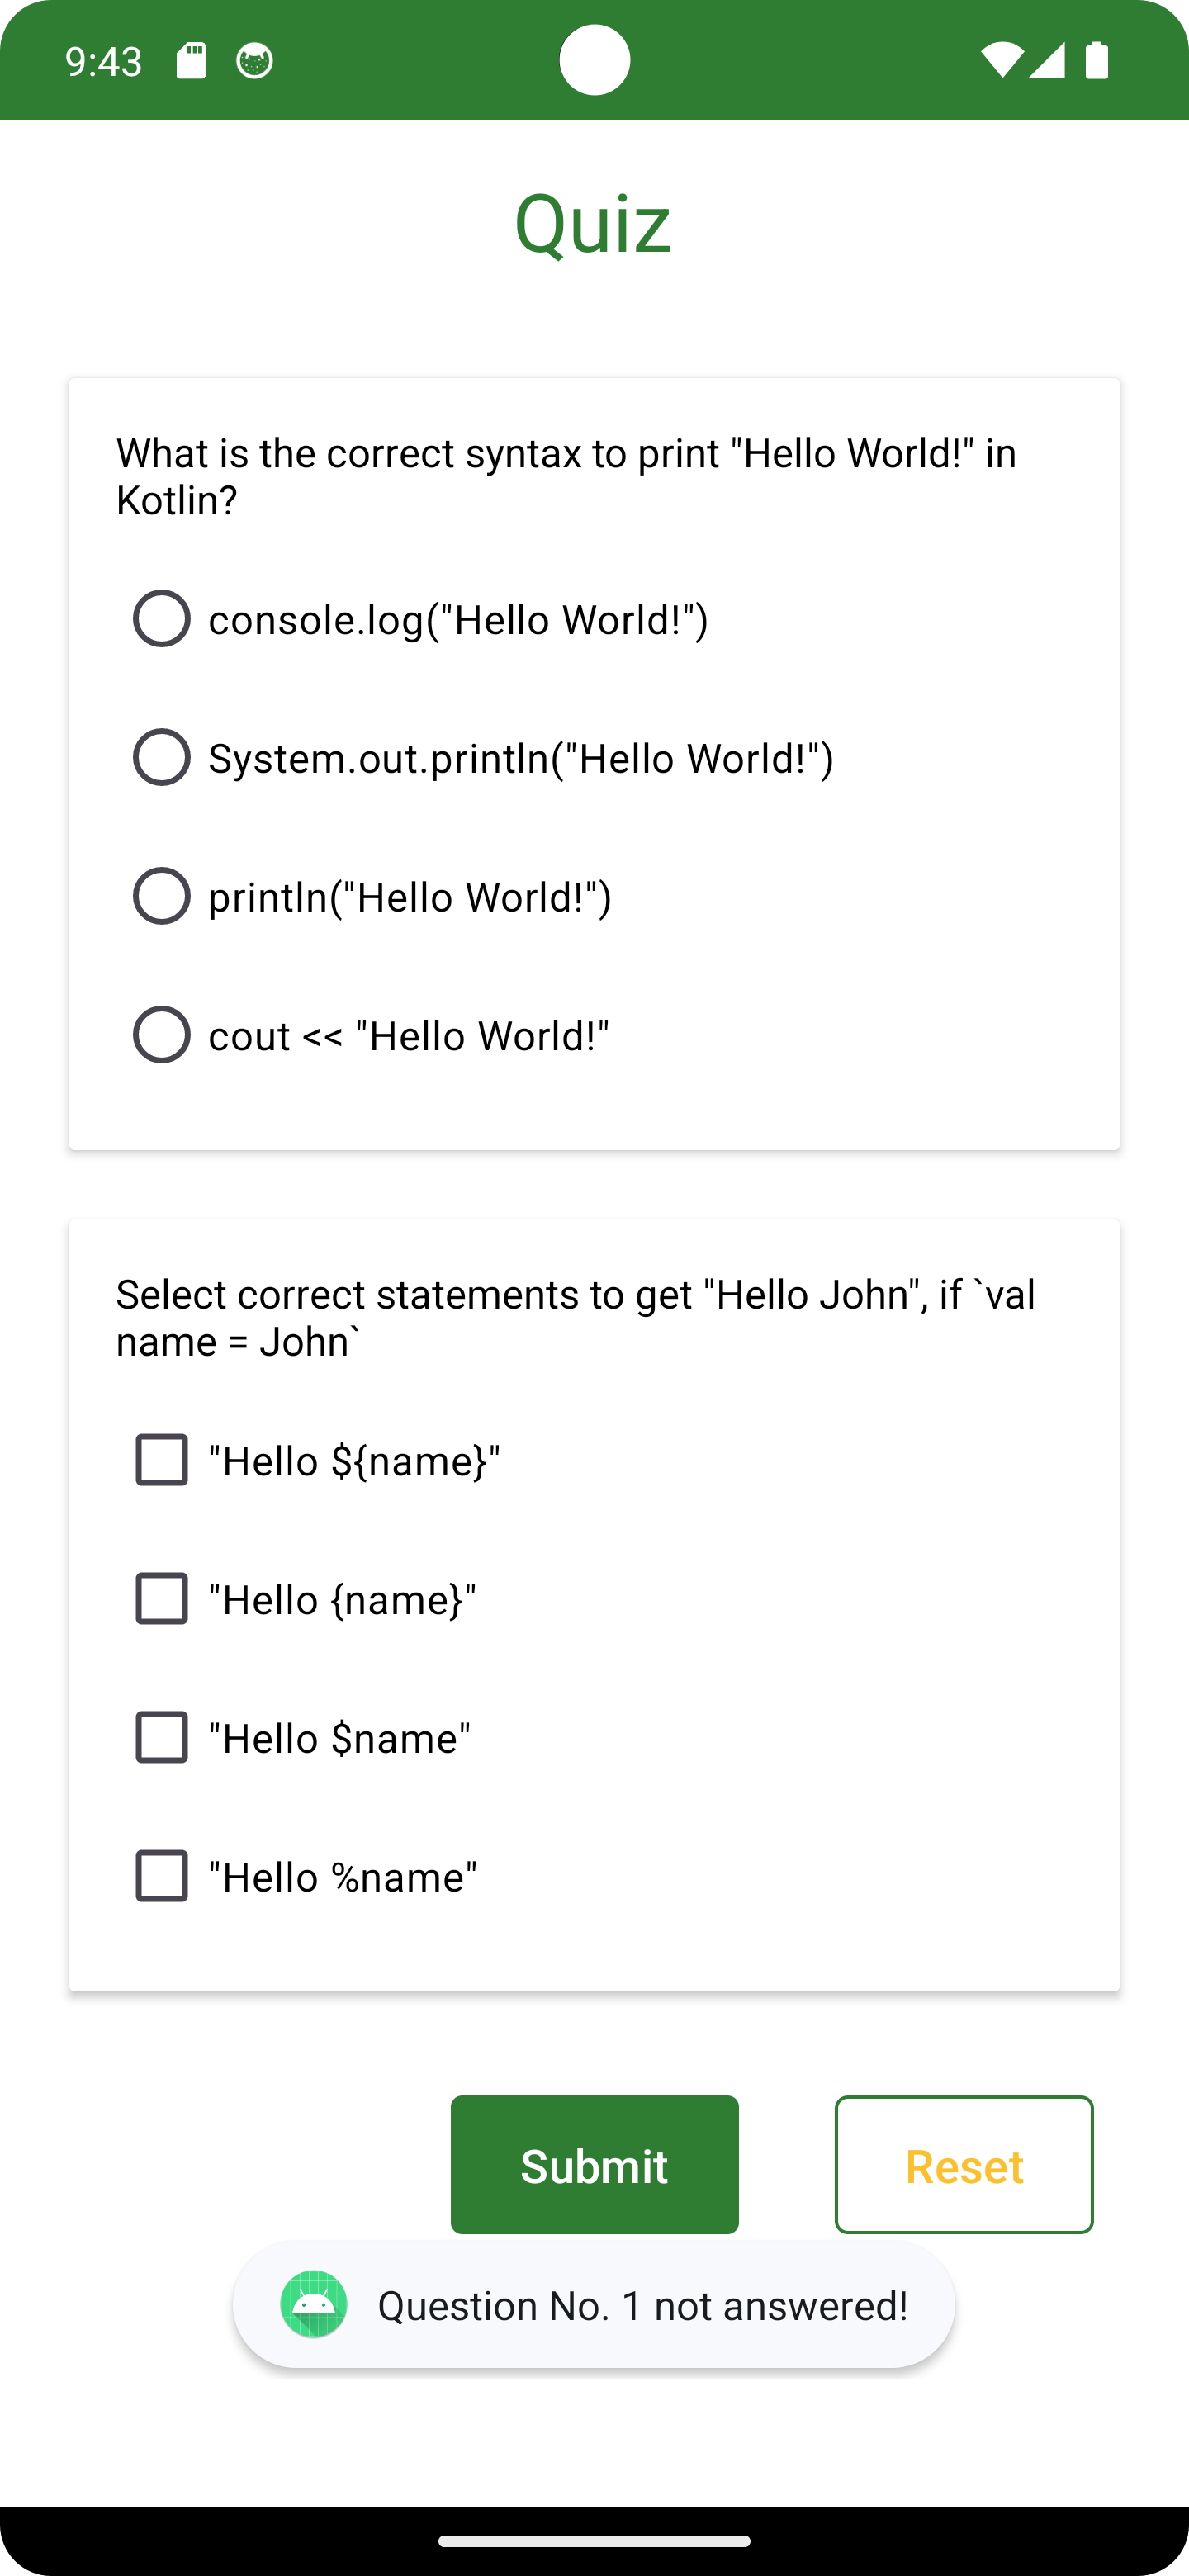 9:43
Quiz
What is the correct syntax to print "Hello World!" in
Kotlin?
console.log("Hello World!")
System.out.println("Hello World!")
println("Hello World!")
cout << "Hello World!"
Select correct statements to get "Hello John", if `val
name = John`
"Hello ${name}"
"Hello {name}"
"Hello $name"
"Hello %name"
Submit
Reset
Question No. 1 not answered!